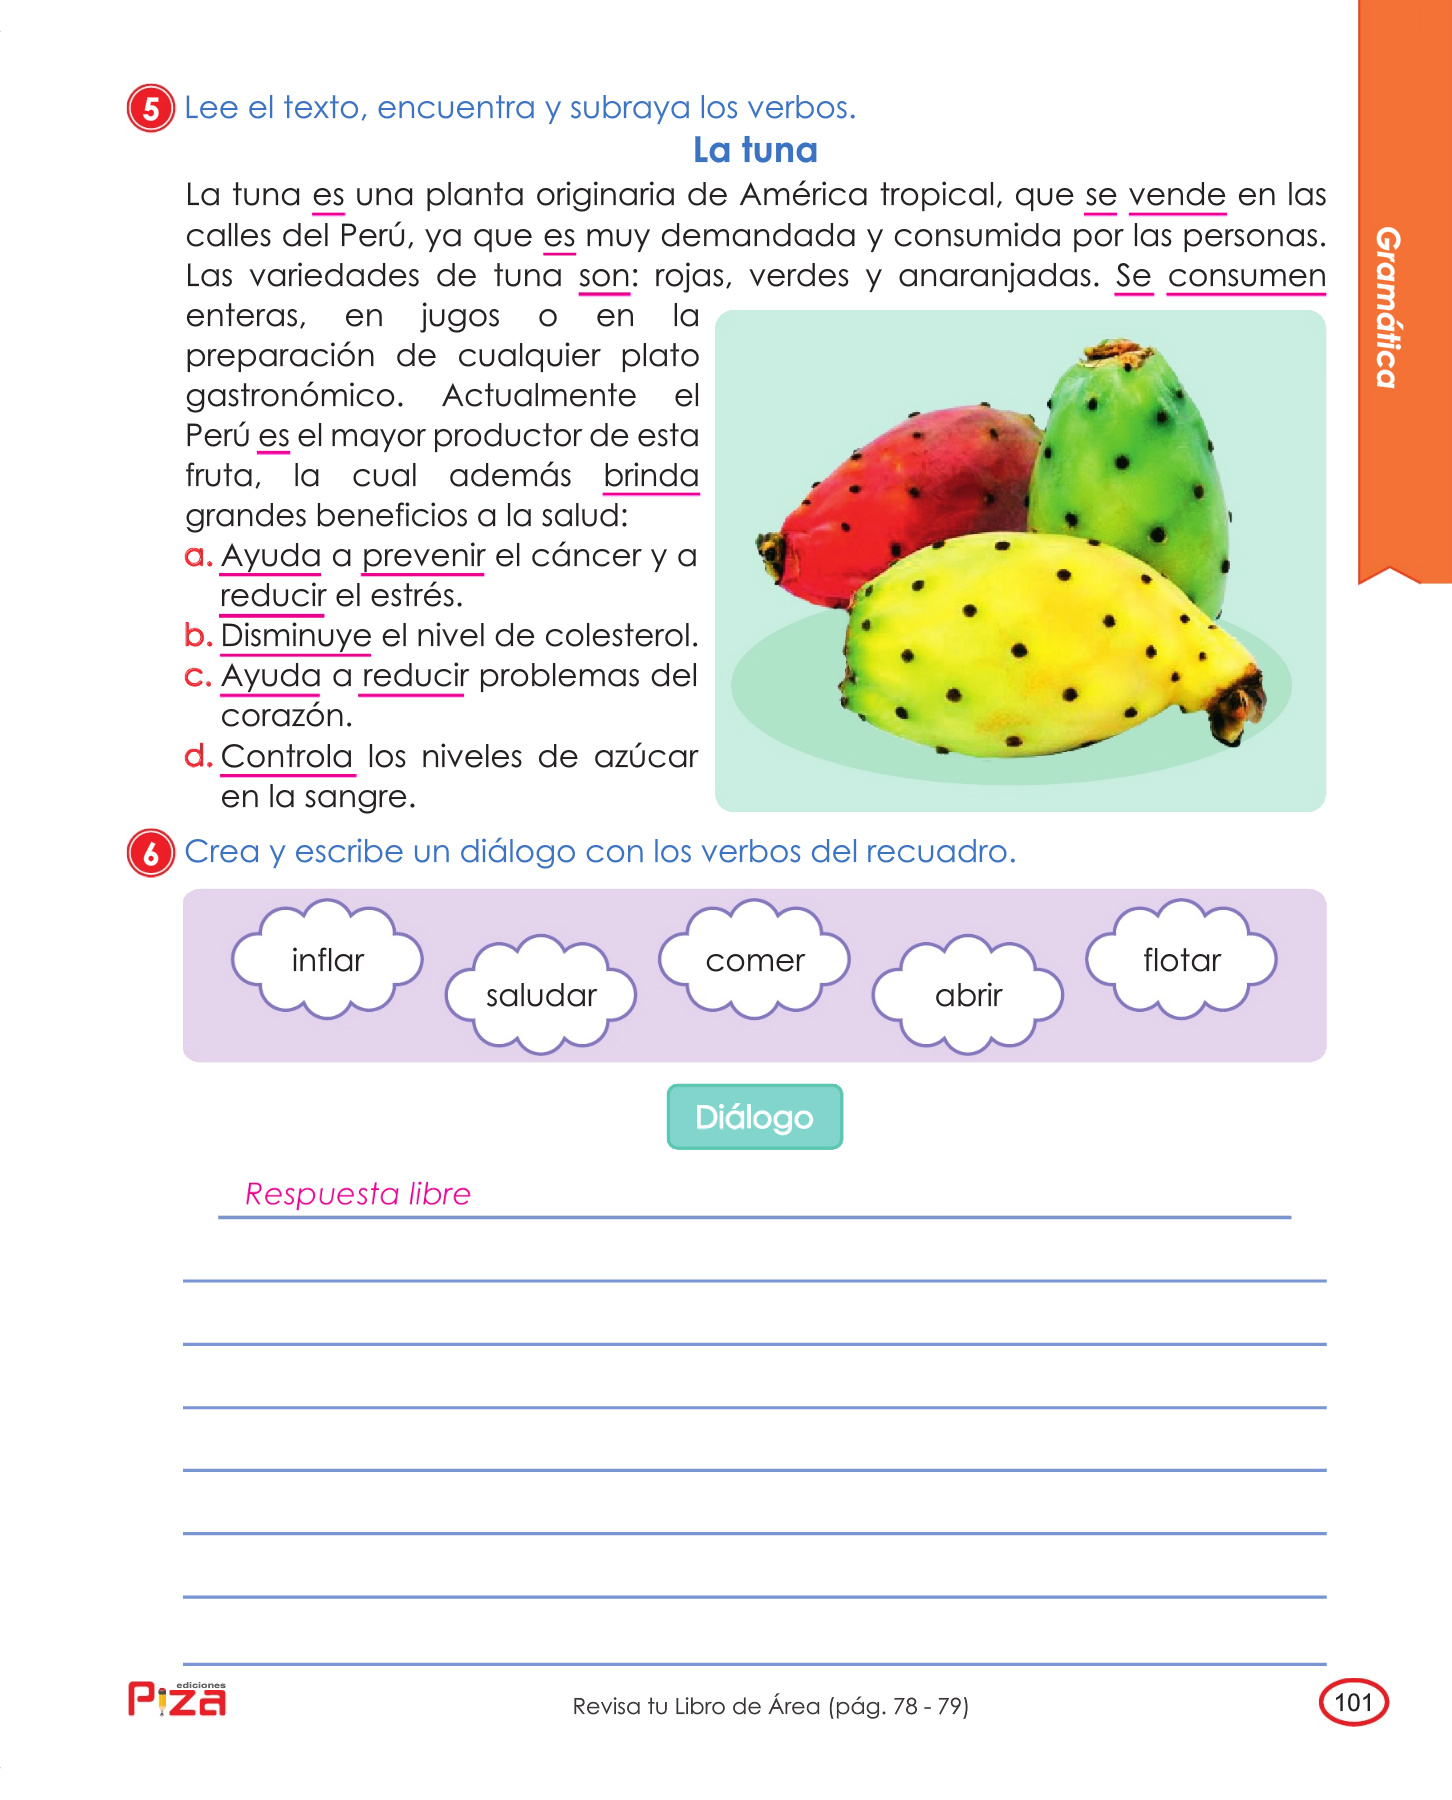 5 Lee el texto, encuentra y subraya los verbos.
La tuna
La tuna es una planta originaria de América tropical, que se vende en las
calles del Perú, ya que es muy demandada y consumida por las personas.
Las variedades de tuna son: rojas, verdes y anaranjadas. Se consumen
enteras, en jugos o en la
preparación de cualquier plato
gastronómico. Actualmente el
Perú es el mayor productor de esta
fruta, la cual además brinda
grandes beneficios a la salud:
a. Ayuda a prevenir el cáncer y a
reducir el estrés.
b. Disminuye el nivel de colesterol.
c. Ayuda a reducir problemas del
corazón.
d. Controla los niveles de azúcar
en la sangre.
Gramática
6 Crea y escribe un diálogo con los verbos del recuadro.
inflar
saludar
comer
abrir
flotar
Diálogo
Respuesta libre
ediciones
Piza
Revisa tu Libro de Área (pág. 78 - 79)
101